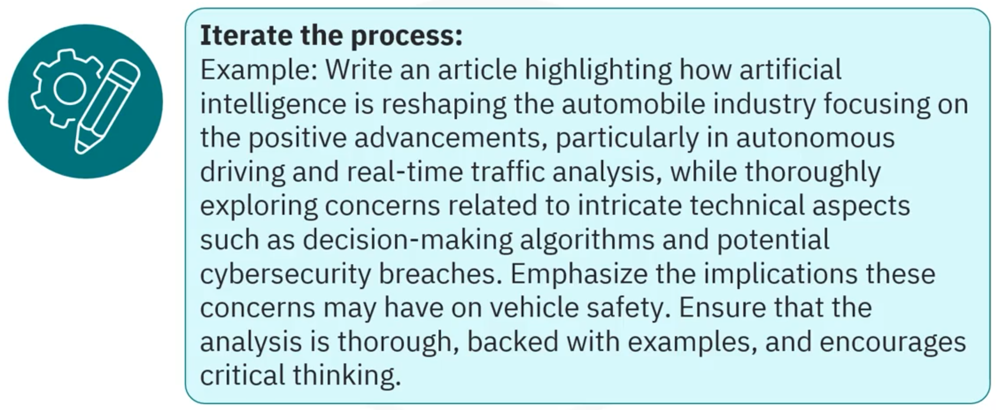 Iterate the process:
Example: Write an article highlighting how artificial
intelligence is reshaping the automobile industry focusing on
the positive advancements, particularly in autonomous
driving and real-time traffic analysis, while thoroughly
exploring concerns related to intricate technical aspects
such as decision-making algorithms and potential
cybersecurity breaches. Emphasize the implications these
concerns may have on vehicle safety. Ensure that the
analysis is thorough, backed with examples, and encourages
critical thinking.